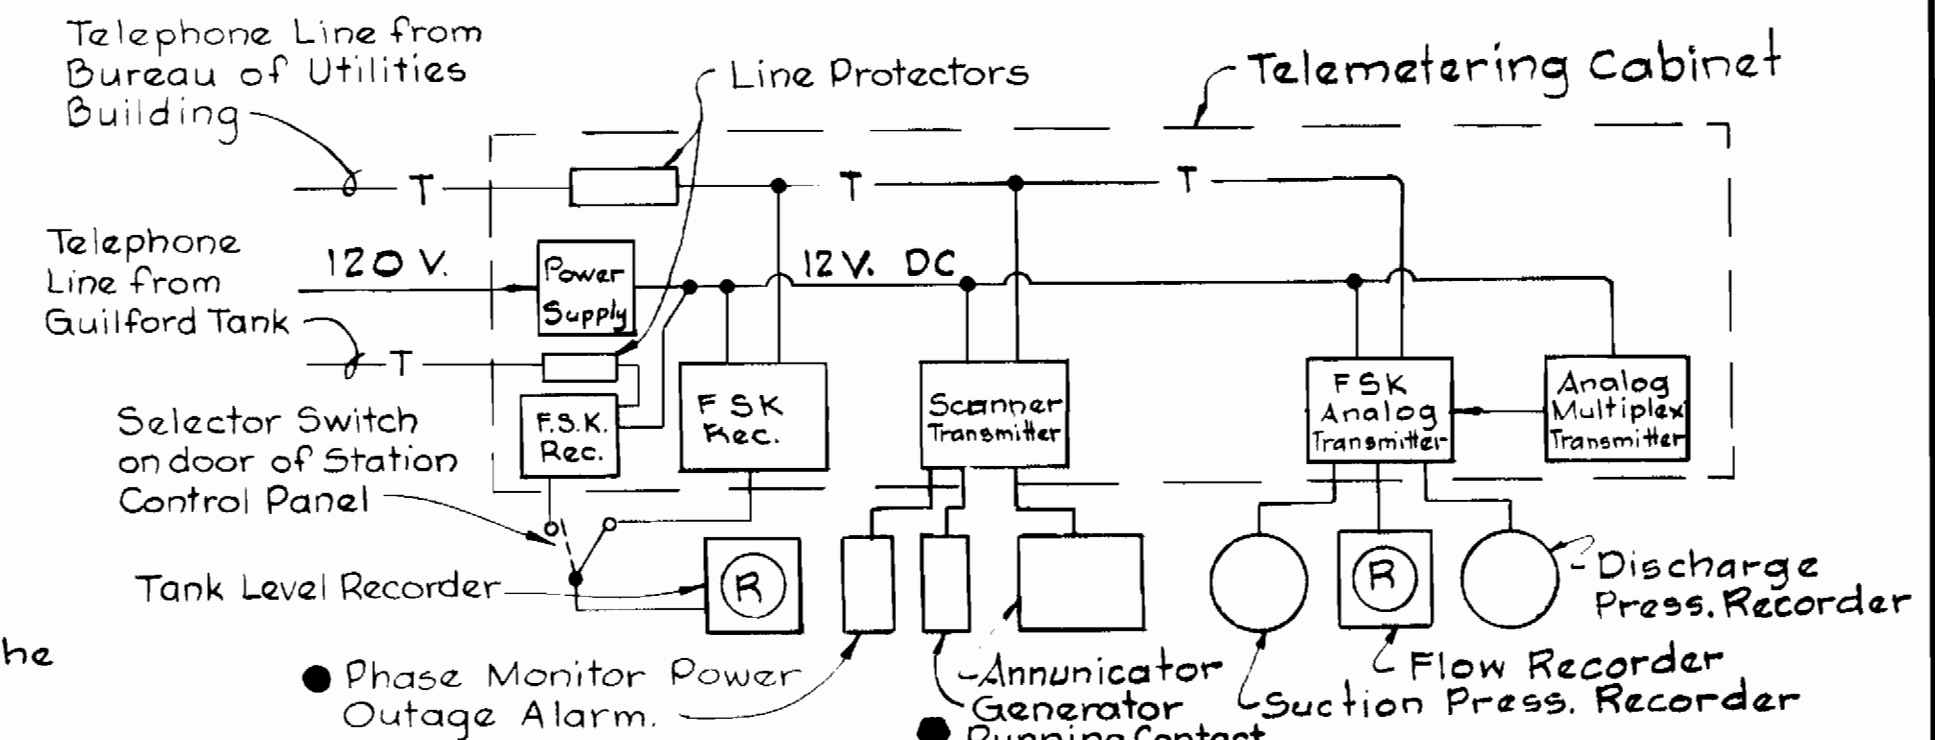 Telephone Line from
Bureau of Utilities
Building
Line Protectors
Telemetering Cabinet
T
T
T
Telephone
Line from
Guilford Tank
120 V.
Power
Supply
12 V. DC
T
F.S.K.
Rec.
FSK
Rec.
Scanner
Transmitter
FSK
Analog
Transmitter
Analog
Multiplex
Transmitter
Selector Switch
on door of Station
Control Panel
Tank Level Recorder
R
R
Discharge
Press. Recorder
he
Phase Monitor Power
Outage Alarm.
Annunicator
Generator
Running Contact
Flow Recorder
Suction Press. Recorder